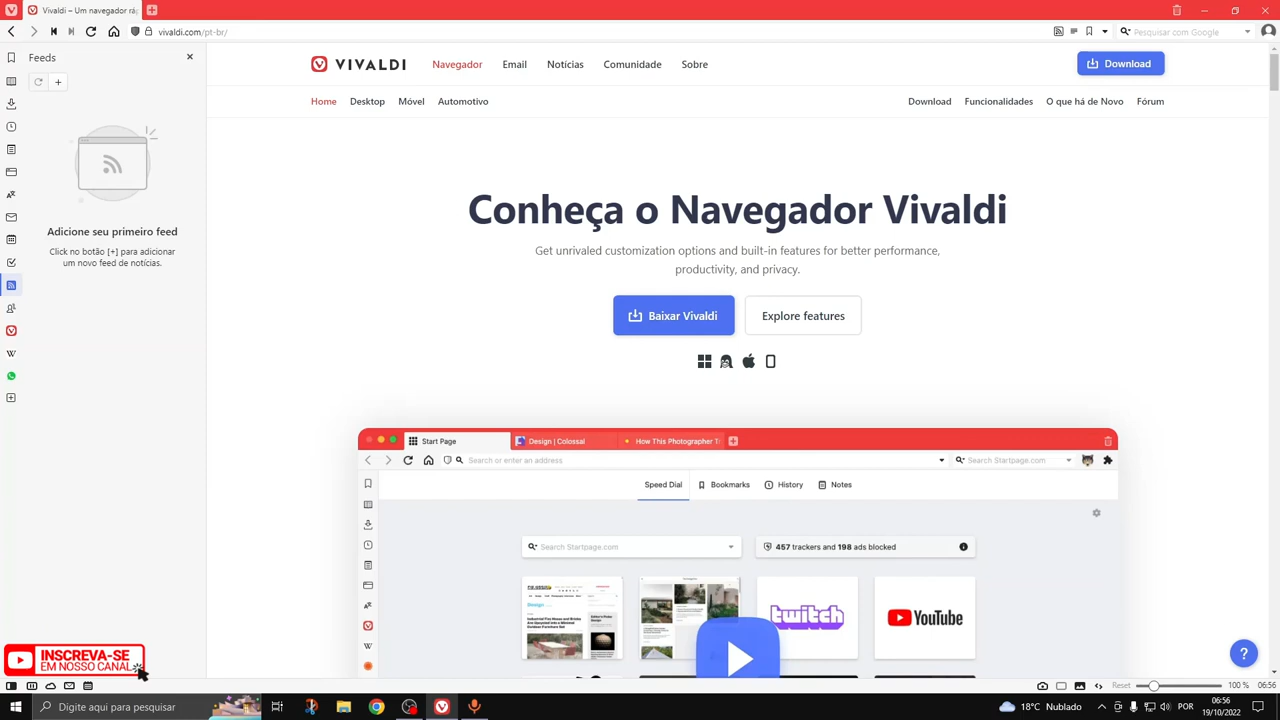 Vivaldi – Um navegador ráp
vivaldi.com/pt-br/
Pesquisar com Google
Feeds
Adicione seu primeiro feed
Click no botão [+] para adicionar
um novo feed de notícias.
VIVALDI
Navegador
Email
Noticias
Comunidade
Sobre
Download
Home
Desktop
Móvel
Automotivo
Download
Funcionalidades
O que há de Novo
Fórum
Conheça o Navegador Vivaldi
Get unrivaled customization options and built-in features for better performance,
productivity, and privacy.
Baixar Vivaldi
Explore features
Start Page
Design | Colossal
How This Photographer T
Search or enter an address
Search Startpage.com
Speed Dial
Bookmarks
History
Notes
Search Startpage.com
457 trackers and 198 ads blocked
twitch
YouTube
?
INSCREVA-SE
EM NOSSO CANAL
Reset
100 %
06:56
Digite aqui para pesquisar
18°C Nublado
POR
06:56
19/10/2022